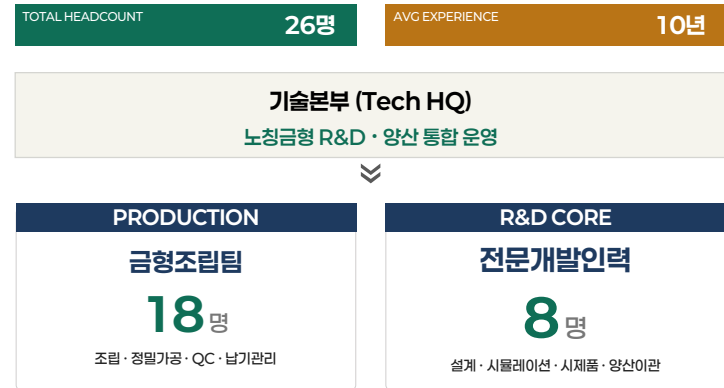 TOTAL HEADCOUNT 26명
AVG EXPERIENCE 10년
기술본부 (Tech HQ)
노칭금형 R&D · 양산 통합 운영
PRODUCTION
금형조립팀
18명
조립 · 정밀가공 · QC · 납기관리
R&D CORE
전문개발인력
8명
설계 · 시뮬레이션 · 시제품 · 양산이관